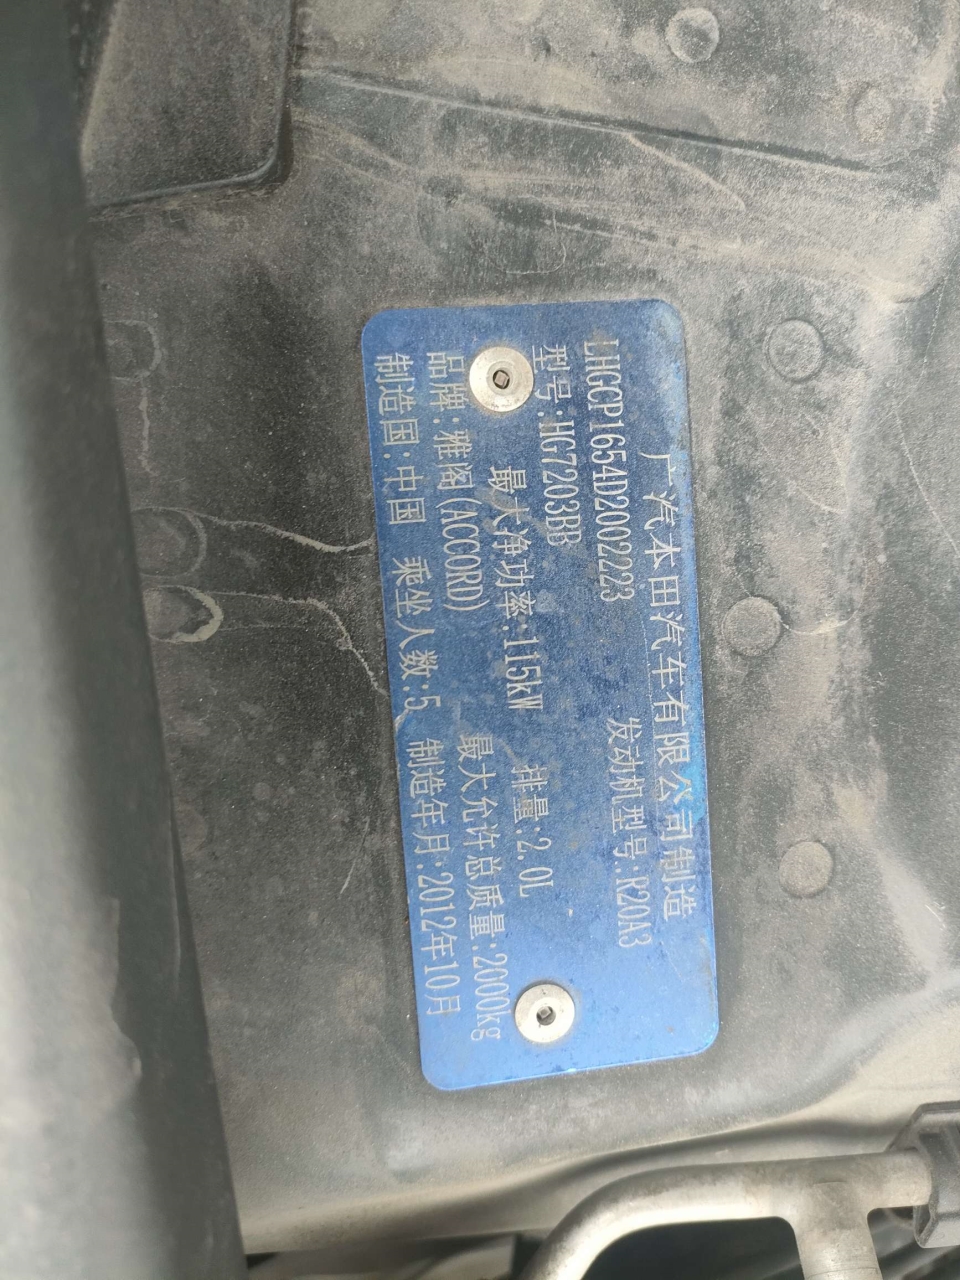 广汽本田汽车有限公司制造
LHGCP1654D2002223 发动机型号:R20A3
型号:HG7203BB
最大净功率:115kW 排量:2.0L
品牌:雅阁(ACCORD) 最大允许总质量:2000kg
制造国:中国 乘坐人数:5 制造年月:2012年10月